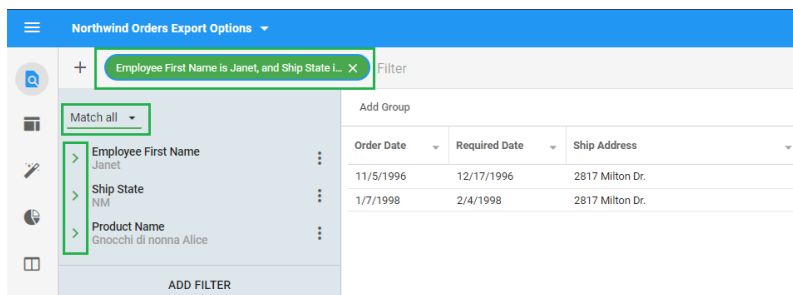 Northwind Orders Export Options
Employee First Name is Janet, and Ship State i...
Filter
Match all
Employee First Name
Janet
Ship State
NM
Product Name
Gnocchi di nonna Alice
ADD FILTER
Add Group
Order Date Required Date Ship Address
11/5/1996 12/17/1996 2817 Milton Dr.
1/7/1998 2/4/1998 2817 Milton Dr.